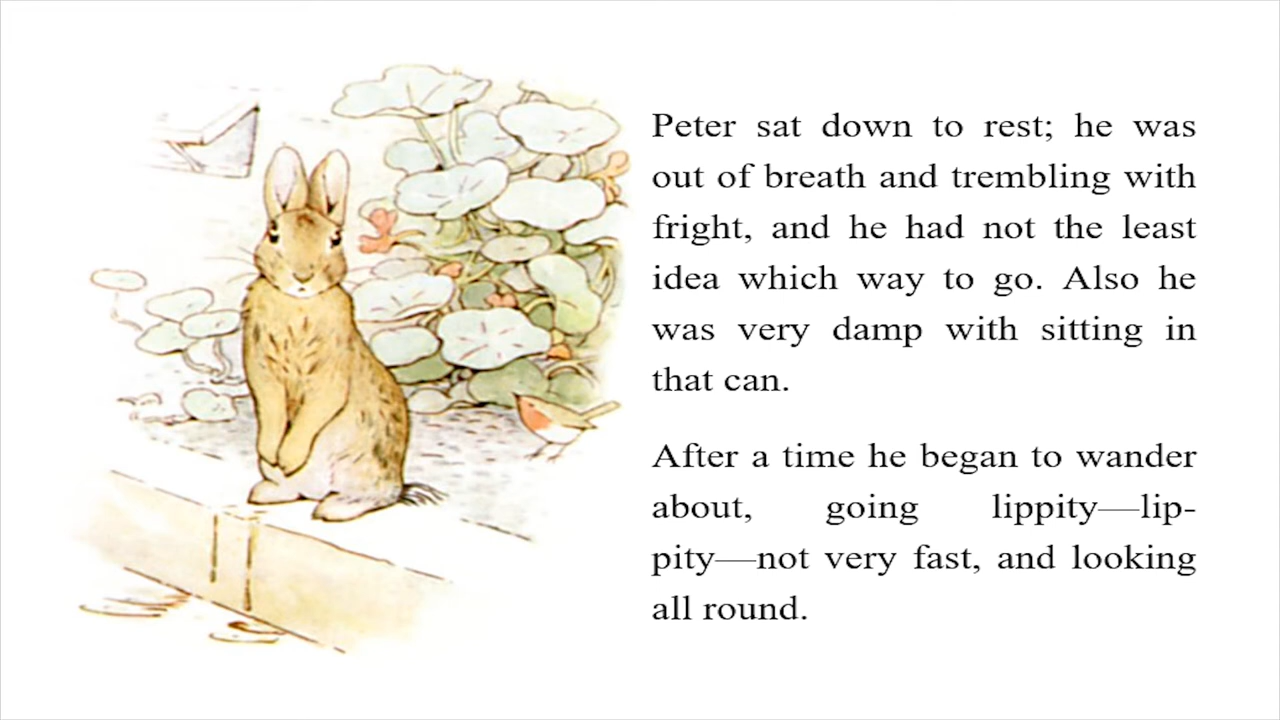 Peter sat down to rest; he was
out of breath and trembling with
fright, and he had not the least
idea which way to go. Also he
was very damp with sitting in
that can.
After a time he began to wander
about, going lippity—lip-
pity—not very fast, and looking
all round.